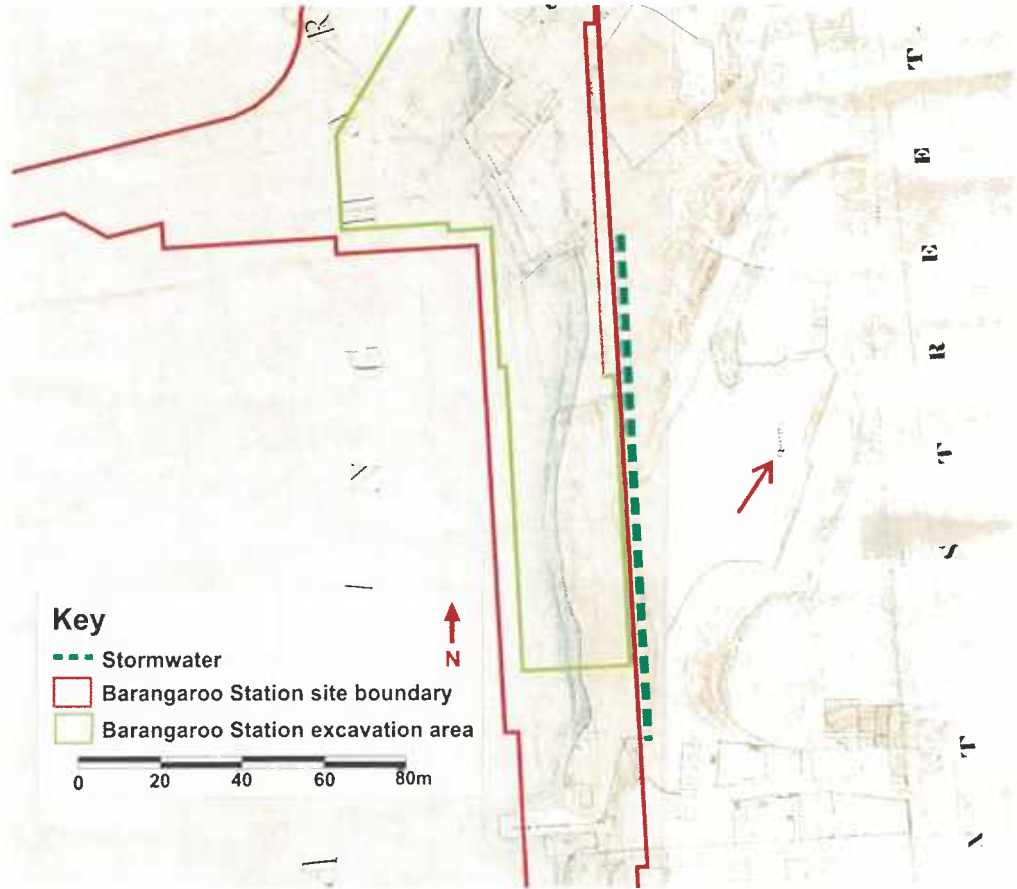 R
T
E
E
R
T
S
T
Key
N
Stormwater
Barangaroo Station site boundary
Barangaroo Station excavation area
0 20 40 60 80m